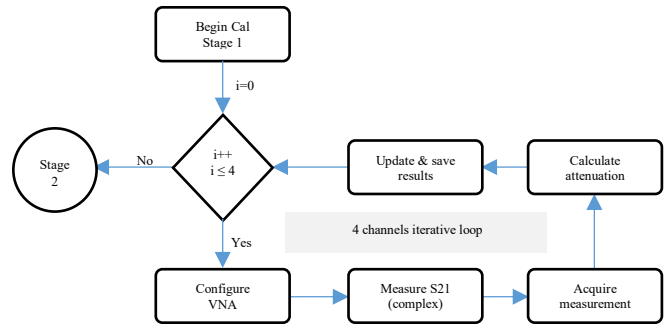 Begin Cal
Stage 1
i=0
Stage
2
No
i++
i ≤ 4
Update & save
results
Calculate
attenuation
Yes
4 channels iterative loop
Configure
VNA
Measure S21
(complex)
Acquire
measurement